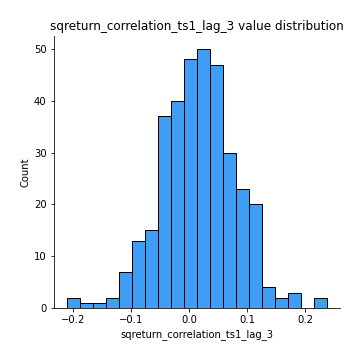 sqreturn_correlation_ts1_lag_3 value distribution
50
40
30
20
10
0
Count
−0.2 −0.1 0.0 0.1 0.2
sqreturn_correlation_ts1_lag_3